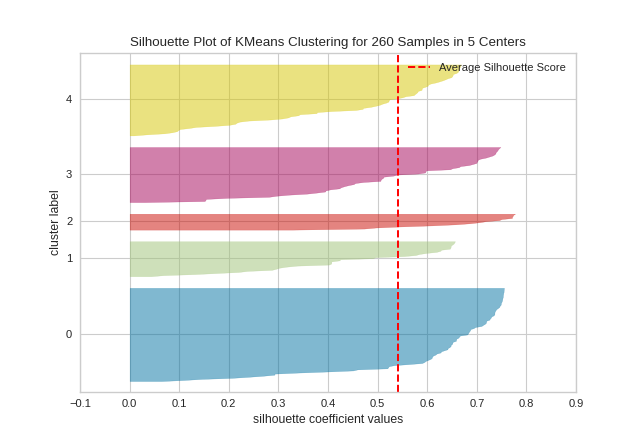 Silhouette Plot of KMeans Clustering for 260 Samples in 5 Centers
Average Silhouette Score
4
3
2
1
0
cluster label
−0.1 0.0 0.1 0.2 0.3 0.4 0.5 0.6 0.7 0.8 0.9
silhouette coefficient values